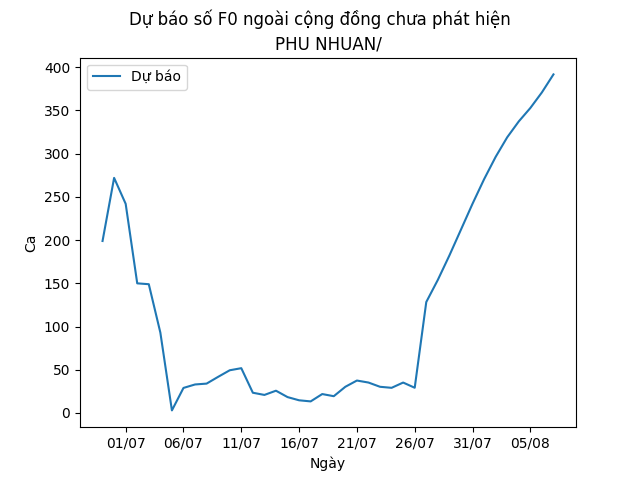 Dự báo số F0 ngoài cộng đồng chưa phát hiện
PHU NHUAN/
Dự báo
Ca
400
350
300
250
200
150
100
50
0
01/07 06/07 11/07 16/07 21/07 26/07 31/07 05/08
Ngày